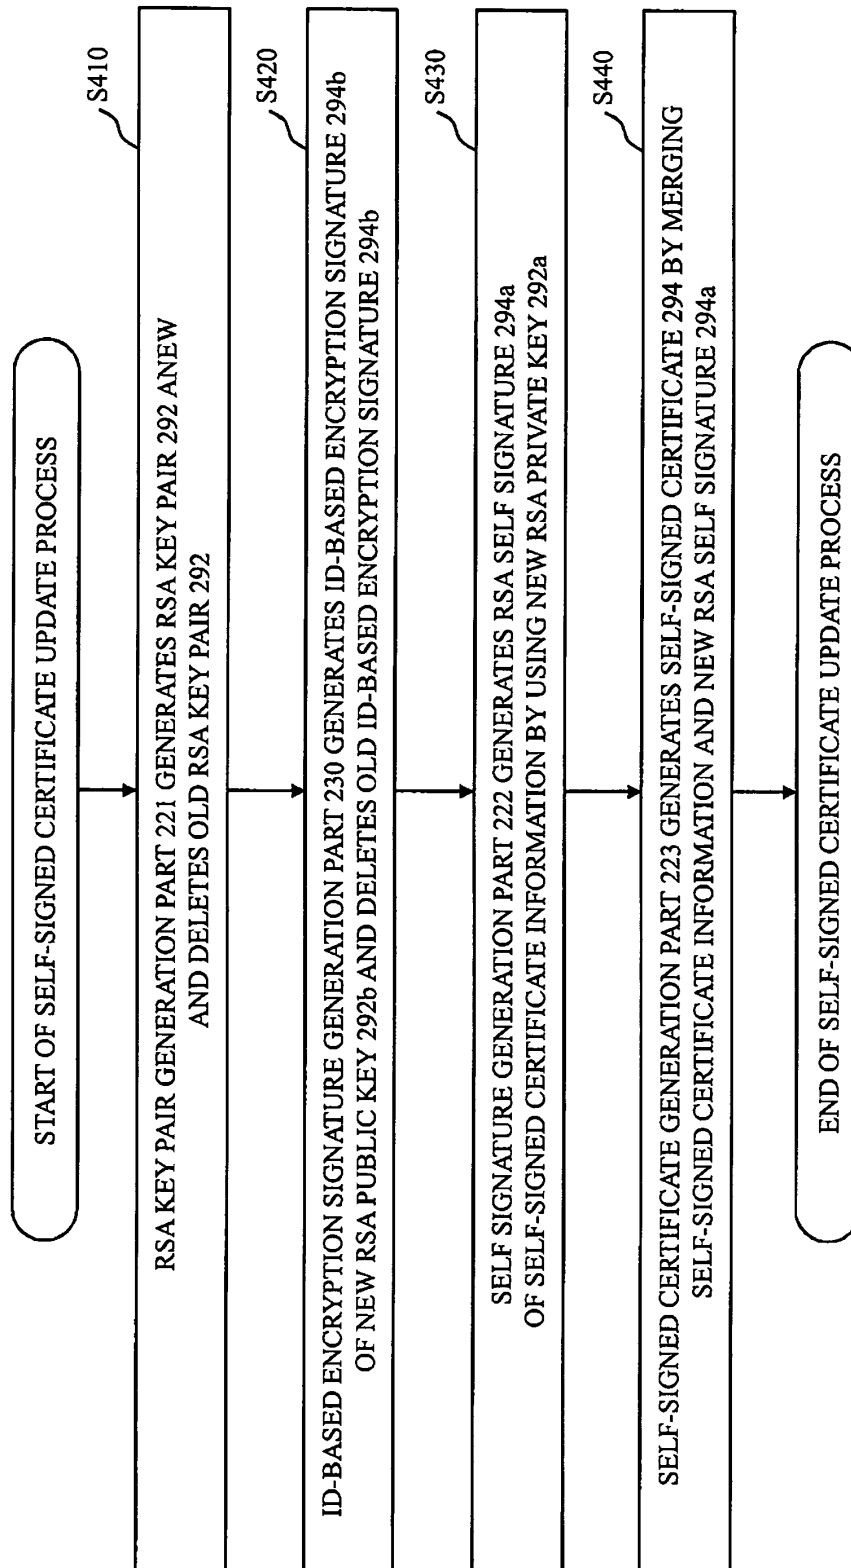 START OF SELF-SIGNED CERTIFICATE UPDATE PROCESS
S410
RSA KEY PAIR GENERATION PART 221 GENERATES RSA KEY PAIR 292 ANEW
AND DELETES OLD RSA KEY PAIR 292
S420
ID-BASED ENCRYPTION SIGNATURE GENERATION PART 230 GENERATES ID-BASED ENCRYPTION SIGNATURE 294b
OF NEW RSA PUBLIC KEY 292b AND DELETES OLD ID-BASED ENCRYPTION SIGNATURE 294b
S430
SELF SIGNATURE GENERATION PART 222 GENERATES RSA SELF SIGNATURE 294a
OF SELF-SIGNED CERTIFICATE INFORMATION BY USING NEW RSA PRIVATE KEY 292a
S440
SELF-SIGNED CERTIFICATE GENERATION PART 223 GENERATES SELF-SIGNED CERTIFICATE 294 BY MERGING
SELF-SIGNED CERTIFICATE INFORMATION AND NEW RSA SELF SIGNATURE 294a
END OF SELF-SIGNED CERTIFICATE UPDATE PROCESS